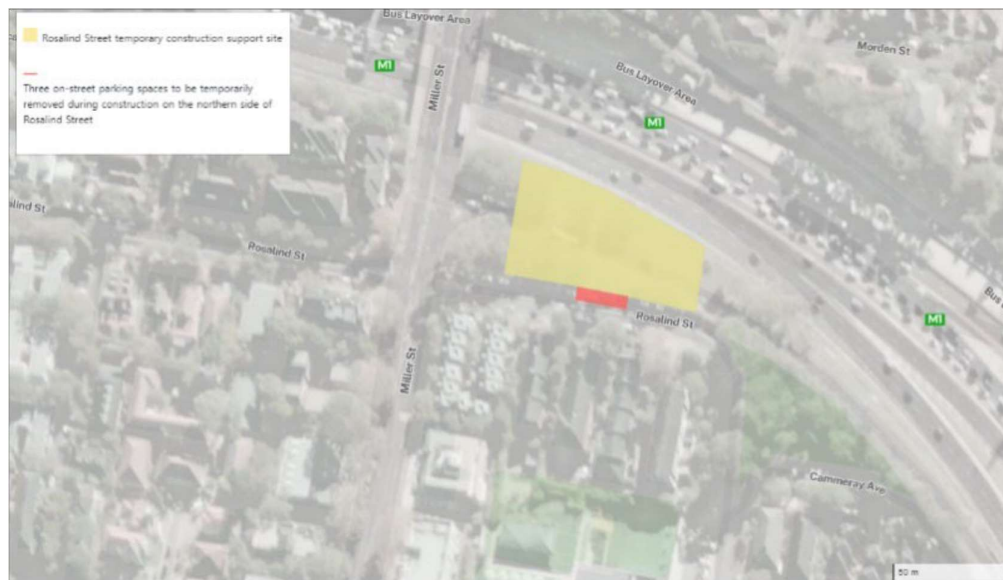 Bus Layover Area
Rosalind Street temporary construction support site
Morden St
M1
Miller St
Bus Layover Area
Three on-street parking spaces to be temporarily
removed during construction on the northern side of
Rosalind Street
M1
lind St
Rosalind St
Bus
Rosalind St
M1
Miller St
Cammeray Ave
50 m